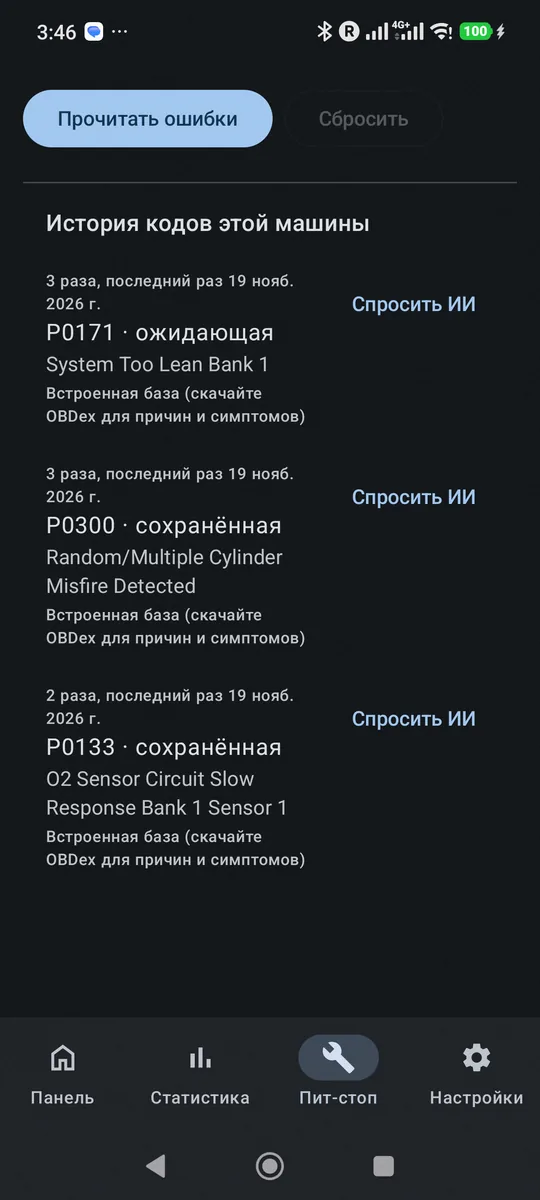 3:46
R
4G+
100
Прочитать ошибки
Сбросить
История кодов этой машины
3 раза, последний раз 19 нояб.
2026 г.
Спросить ИИ
P0171 · ожидающая
System Too Lean Bank 1
Встроенная база (скачайте
OBDex для причин и симптомов)
3 раза, последний раз 19 нояб.
2026 г.
Спросить ИИ
P0300 · сохранённая
Random/Multiple Cylinder
Misfire Detected
Встроенная база (скачайте
OBDex для причин и симптомов)
2 раза, последний раз 19 нояб.
2026 г.
Спросить ИИ
P0133 · сохранённая
O2 Sensor Circuit Slow
Response Bank 1 Sensor 1
Встроенная база (скачайте
OBDex для причин и симптомов)
Панель
Статистика
Пит-стоп
Настройки